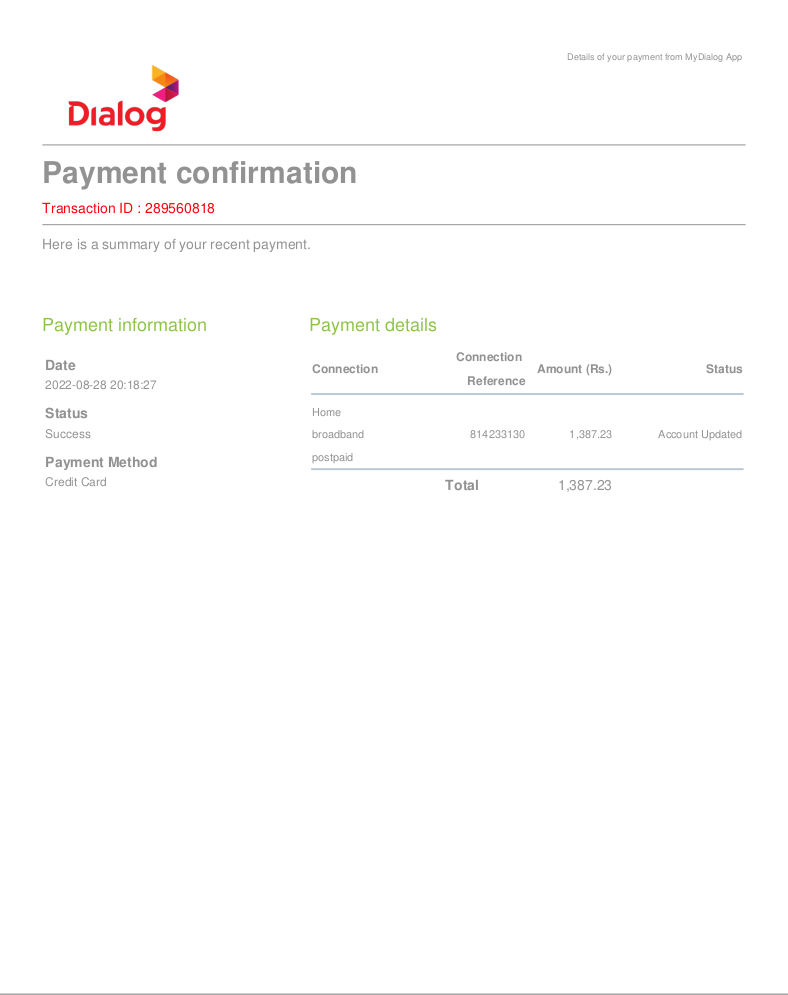 Details of your payment from MyDialog App
Dialog
Payment confirmation
Transaction ID : 289560818
Here is a summary of your recent payment.
Payment information
Date
2022-08-28 20:18:27
Status
Success
Payment Method
Credit Card
Payment details
Connection Connection Reference Amount (Rs.) Status
Home broadband postpaid 814233130 1,387.23 Account Updated
Total 1,387.23